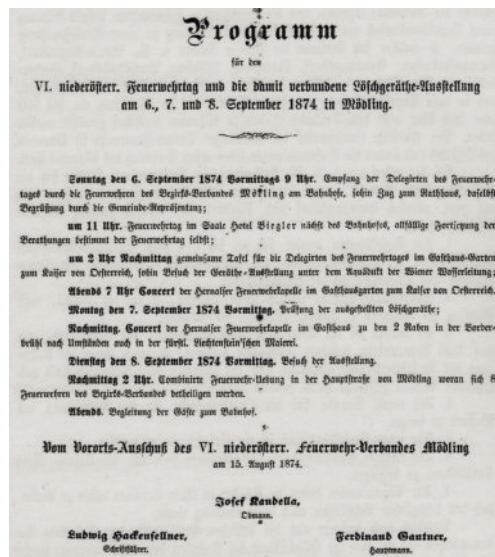 Programm
für den
VI. niederösterr. Feuerwehrtag und die damit verbundene Löschgeräthe-Ausstellung
am 6., 7. und 8. September 1874 in Mödling.
Sonntag den 6. September 1874 Vormittags 9 Uhr. Empfang der Delegirten des Feuerwehr-
tages durch die Feuerwehren des Bezirks-Verbandes Mödling am Bahnhofe, sohin Zug zum Rathhaus, daselbst
Begrüßung durch die Gemeinde-Repräsentanz;
um 11 Uhr. Feuerwehrtag im Saale Hotel Biegler nächst des Bahnhofes, allfällige Fortsetzung der
Berathungen bestimmt der Feuerwehrtag selbst;
um 2 Uhr Nachmittag gemeinsame Tafel für die Delegirten des Feuerwehrtages im Gasthaus-Garten
zum Kaiser von Oesterreich, sohin Besuch der Geräthe-Ausstellung unter dem Aquädukt der Wiener Wasserleitung;
Abends 7 Uhr Concert der Hernalser Feuerwehrkapelle im Gasthausgarten zum Kaiser von Oesterreich.
Montag den 7. September 1874 Vormittag. Prüfung der ausgestellten Löschgeräthe;
Nachmittag. Concert der Hernalser Feuerwehrkapelle im Gasthaus zu den 2 Raben in der Vorder-
brühl nach Umständen auch in der fürstl. Liechtenstein'schen Maierei.
Dienstag den 8. September 1874 Vormittag. Besuch der Ausstellung.
Nachmittag 2 Uhr. Combinirte Feuerwehr-Uebung in der Hauptstraße von Mödling woran sich 8
Feuerwehren des Bezirks-Verbandes betheiligen werden.
Abends. Begleitung der Gäste zum Bahnhof.
Vom Vororts-Ausschuß des VI. niederösterr. Feuerwehr-Verbandes Mödling
am 15. August 1874.
Josef Kandella,
Obmann.
Ludwig Hackensellner, Ferdinand Gantner,
Schriftführer. Hauptmann.